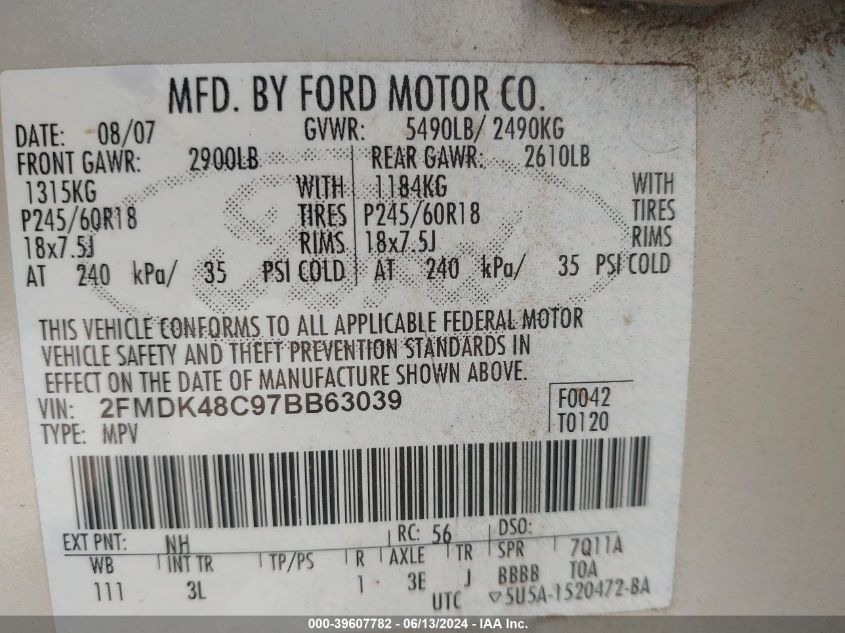 MFD. BY FORD MOTOR CO.
DATE: 08/07 GVWR: 5490LB/ 2490KG
FRONT GAWR: 2900LB REAR GAWR: 2610LB
1315KG WITH 1184KG WITH
P245/60R18 TIRES P245/60R18 TIRES
18x7.5J RIMS 18x7.5J RIMS
AT 240 kPa/ 35 PSI COLD AT 240 kPa/ 35 PSI COLD
THIS VEHICLE CONFORMS TO ALL APPLICABLE FEDERAL MOTOR
VEHICLE SAFETY AND THEFT PREVENTION STANDARDS IN
EFFECT ON THE DATE OF MANUFACTURE SHOWN ABOVE.
VIN: 2FMDK48C97BB63039 F0042
TYPE: MPV T0120
EXT PNT: NH RC: 56 DSO:
WB INT TR TP/PS R AXLE TR SPR 7Q11A
111 3L 1 3E J BBBB TOA
UTC ▽5U5A-1520472-BA
000-39607782 - 06/13/2024 - IAAI. INC.